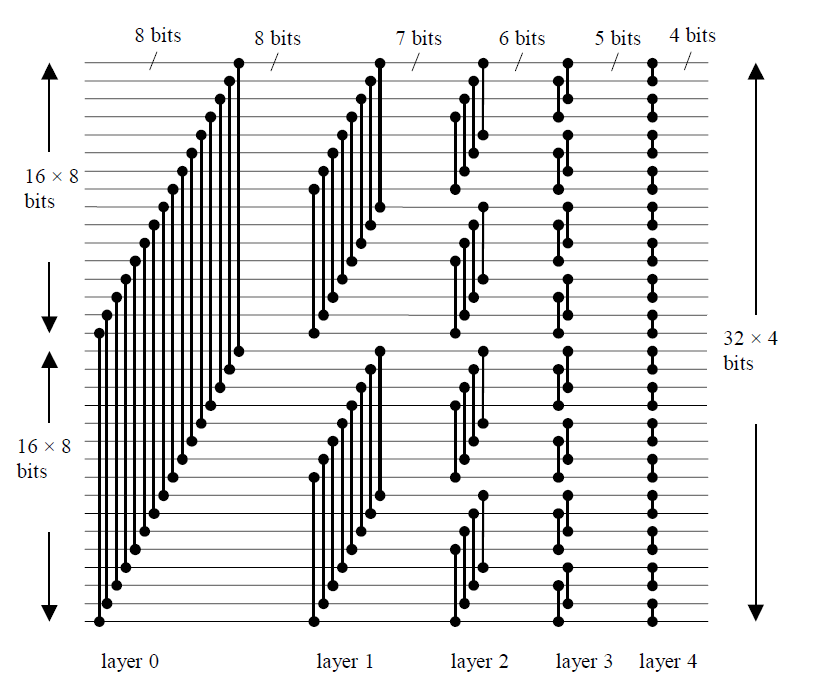 8 bits
8 bits
7 bits
6 bits
5 bits
4 bits
16 × 8
bits
32 × 4
bits
16 × 8
bits
layer 0
layer 1
layer 2
layer 3
layer 4